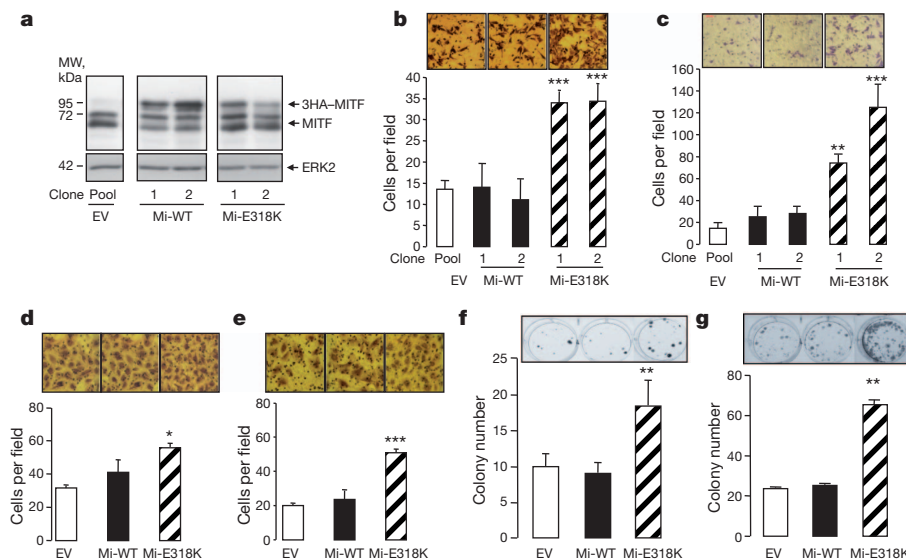 a
MW,
kDa
95
72
42
3HA–MITF
MITF
ERK2
Clone Pool 1 2 1 2
EV Mi-WT Mi-E318K
b
Cells per field
40
35
30
25
20
15
10
5
0
*** ***
Clone Pool 1 2 1 2
EV Mi-WT Mi-E318K
c
Cells per field
160
140
120
100
80
60
40
20
0
** ***
Clone Pool 1 2 1 2
EV Mi-WT Mi-E318K
d
Cells per field
80
60
40
20
0
*
EV Mi-WT Mi-E318K
e
Cells per field
80
60
40
20
0
***
EV Mi-WT Mi-E318K
f
Colony number
25
20
15
10
5
0
**
EV Mi-WT Mi-E318K
g
Colony number
80
60
40
20
0
**
EV Mi-WT Mi-E318K